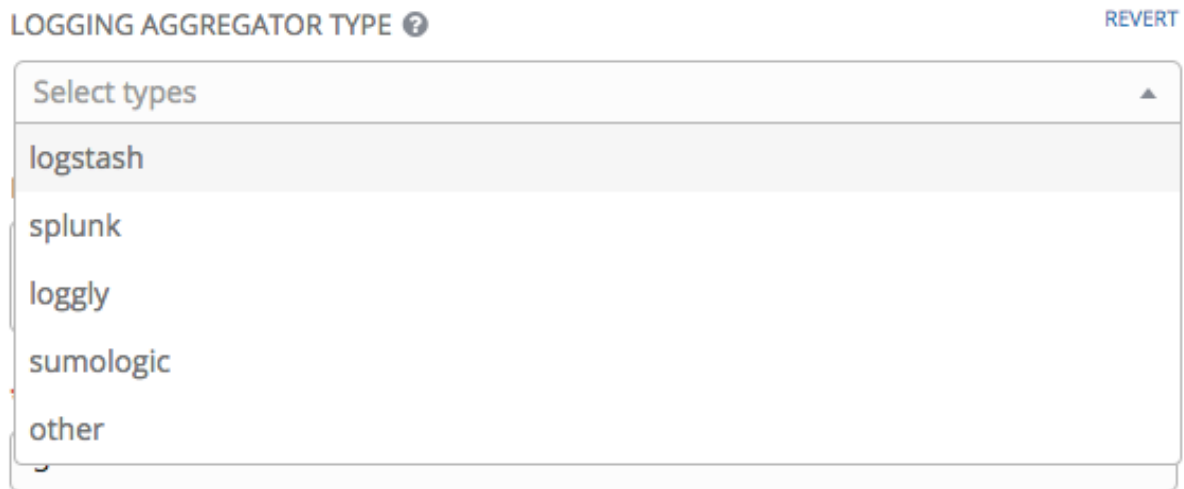 LOGGING AGGREGATOR TYPE
REVERT
Select types
logstash
splunk
loggly
sumologic
other